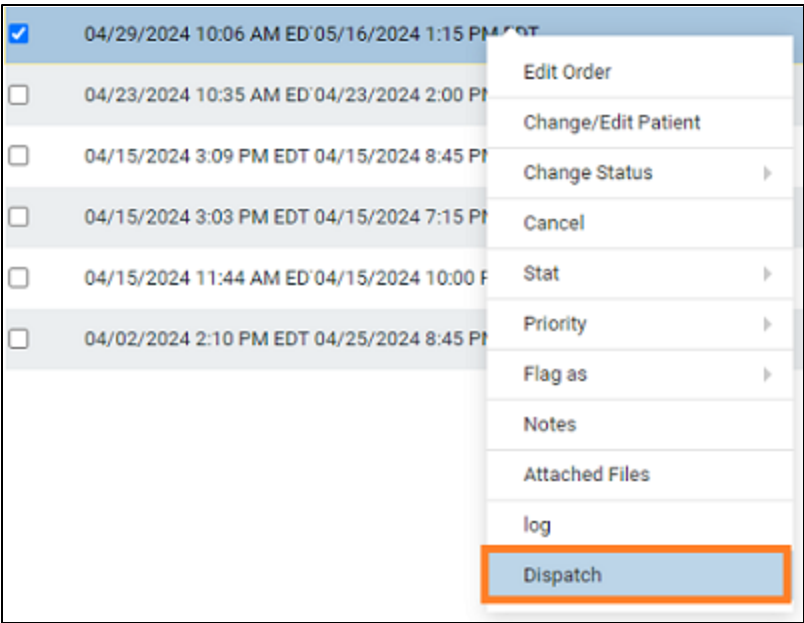 04/29/2024 10:06 AM ED 05/16/2024 1:15 PM EDT
Edit Order
04/23/2024 10:35 AM ED 04/23/2024 2:00
Change/Edit Patient
04/15/2024 3:09 PM EDT 04/15/2024 8:45
Change Status
04/15/2024 3:03 PM EDT 04/15/2024 7:15
Cancel
04/15/2024 11:44 AM ED 04/15/2024 10:00
Stat
04/02/2024 2:10 PM EDT 04/25/2024 8:45
Priority
Flag as
Notes
Attached Files
log
Dispatch